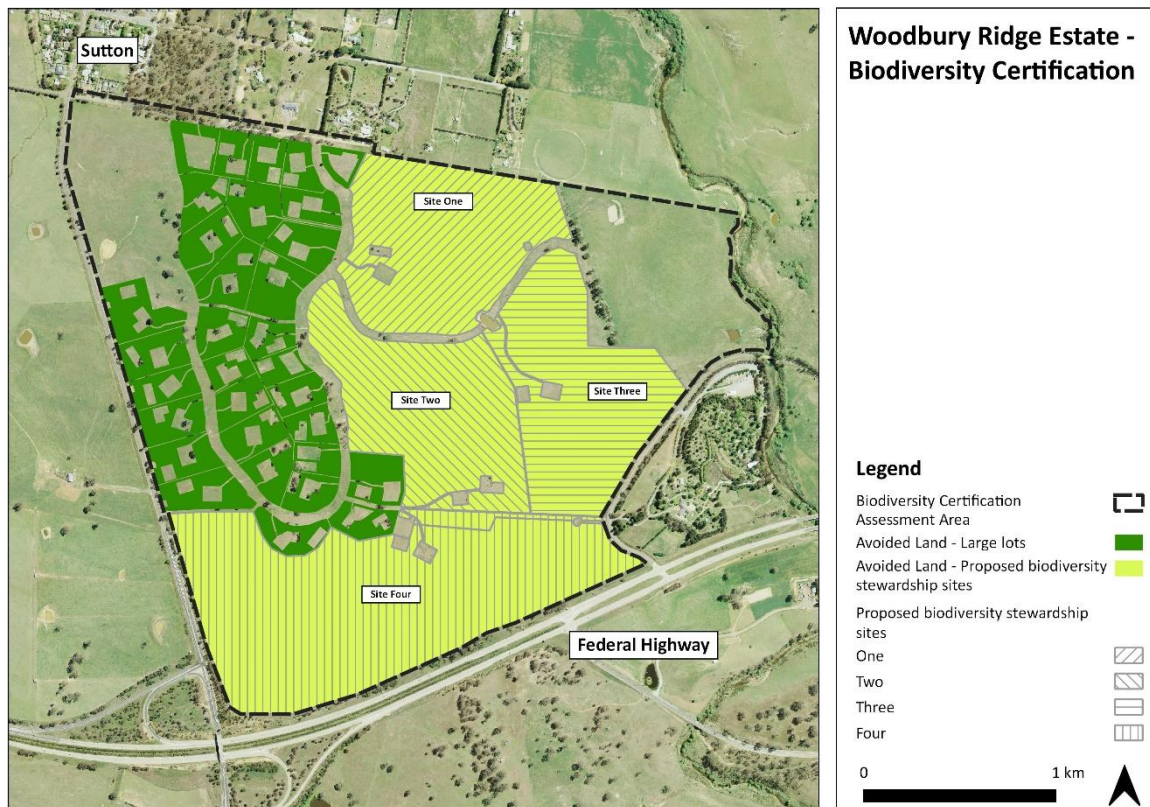 Sutton
Site One
Site Two
Site Three
Site Four
Federal Highway
Woodbury Ridge Estate -
Biodiversity Certification
Legend
Biodiversity Certification
Assessment Area
Avoided Land - Large lots
Avoided Land - Proposed biodiversity
stewardship sites
Proposed biodiversity stewardship
sites
One
Two
Three
Four
0 1 km